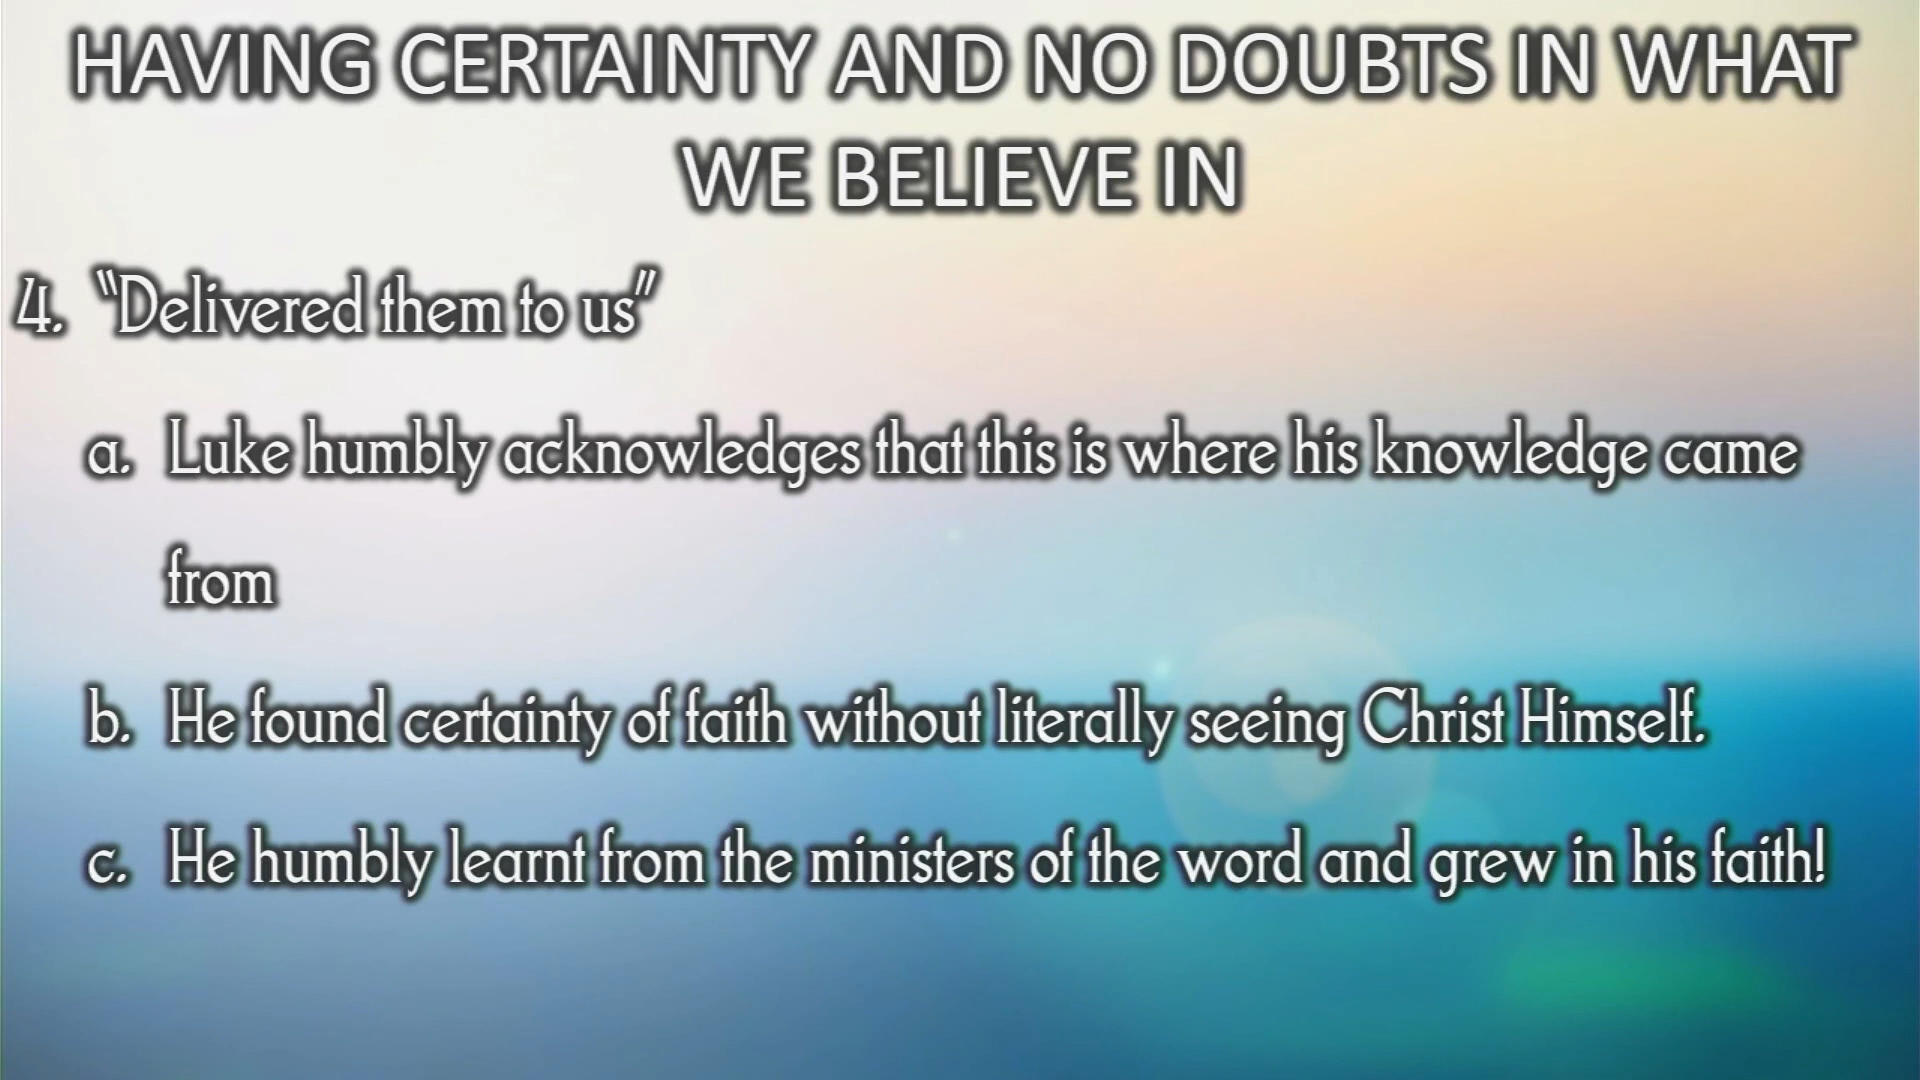 HAVING CERTAINTY AND NO DOUBTS IN WHAT
WE BELIEVE IN
4. "Delivered them to us"
a. Luke humbly acknowledges that this is where his knowledge came
from
b. He found certainty of faith without literally seeing Christ Himself.
c. He humbly learnt from the ministers of the word and grew in his faith!